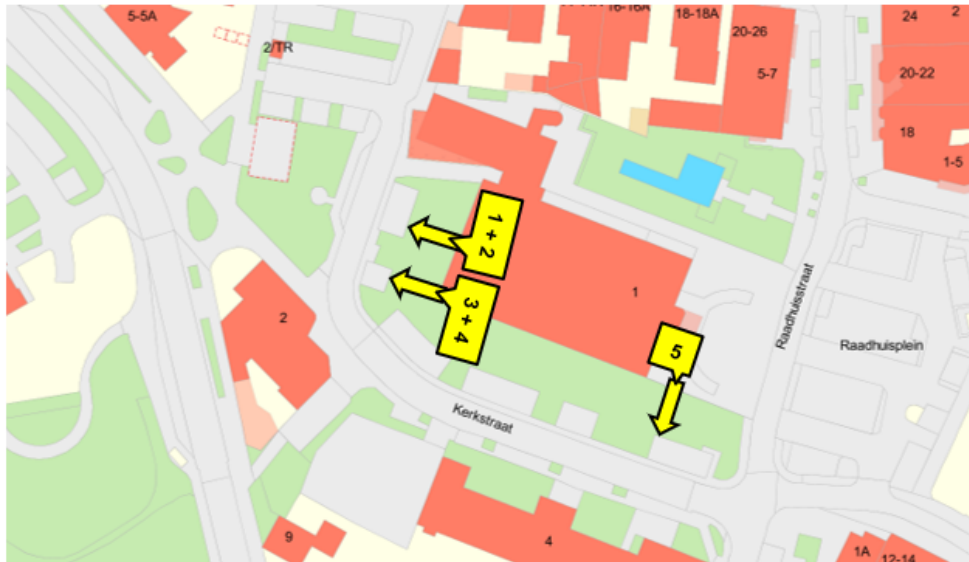 5-5A
16-16A
18-18A
24
2
20-26
2/TR
5-7
20-22
18
1-5
1 + 2
3 + 4
1
2
5
Raadhuisstraat
Raadhuisplein
Kerkstraat
9
4
1A
12-14